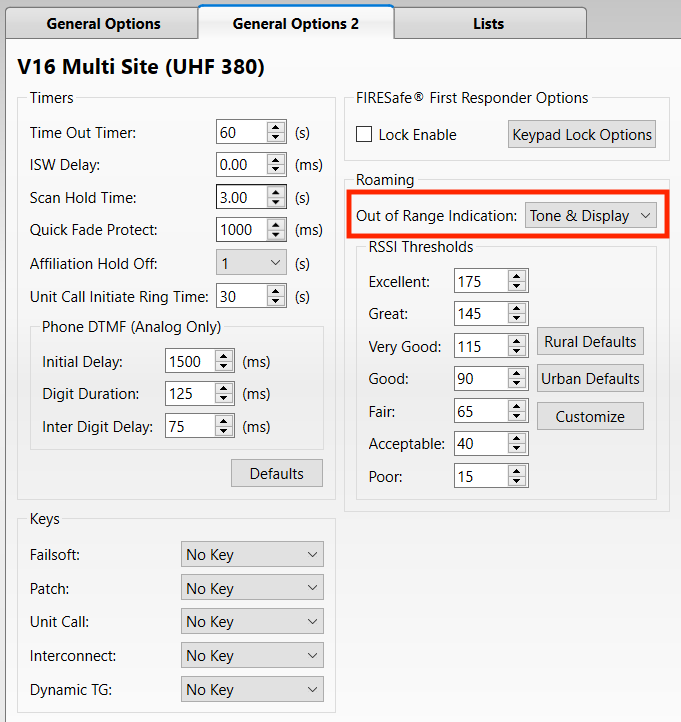 General Options
General Options 2
Lists
V16 Multi Site (UHF 380)
Timers
Time Out Timer: 60 (s)
ISW Delay: 0.00 (ms)
Scan Hold Time: 3.00 (s)
Quick Fade Protect: 1000 (ms)
Affiliation Hold Off: 1 (s)
Unit Call Initiate Ring Time: 30 (s)
Phone DTMF (Analog Only)
Initial Delay: 1500 (ms)
Digit Duration: 125 (ms)
Inter Digit Delay: 75 (ms)
Defaults
Keys
Failsoft: No Key
Patch: No Key
Unit Call: No Key
Interconnect: No Key
Dynamic TG: No Key
FIRESafe® First Responder Options
Lock Enable
Keypad Lock Options
Roaming
Out of Range Indication: Tone & Display
RSSI Thresholds
Excellent: 175
Great: 145
Very Good: 115
Good: 90
Fair: 65
Acceptable: 40
Poor: 15
Rural Defaults
Urban Defaults
Customize